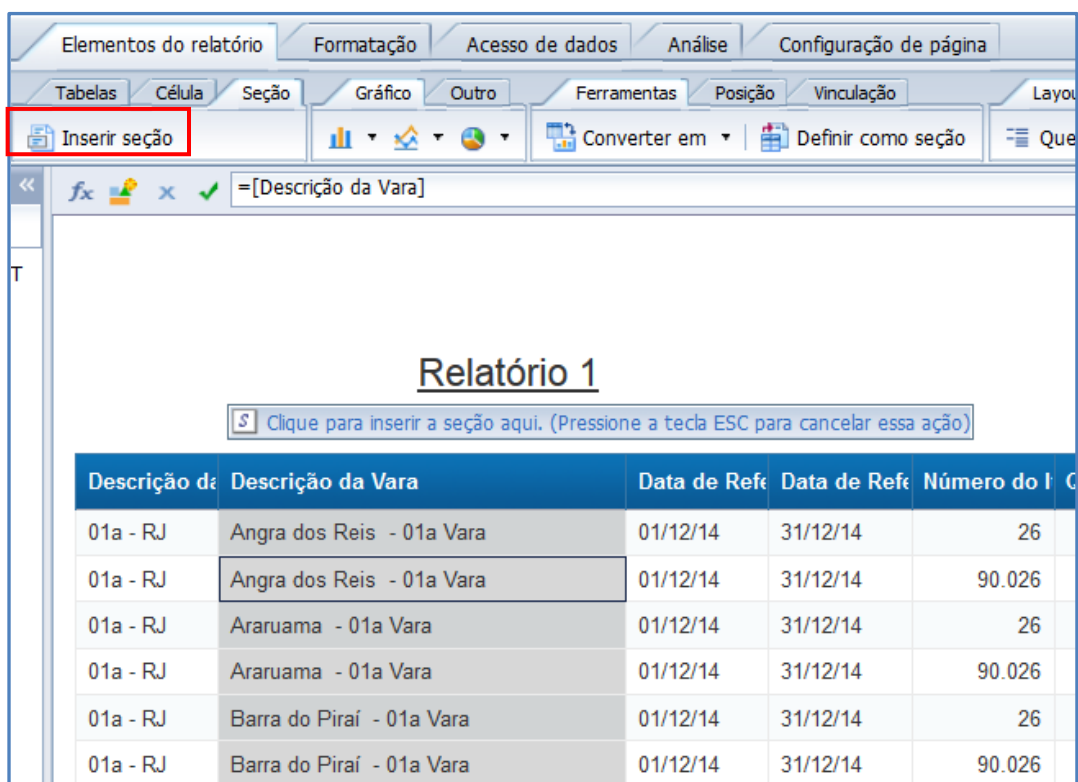 Elementos do relatório Formatação Acesso de dados Análise Configuração de página
Tabelas Célula Seção Gráfico Outro Ferramentas Posição Vinculação Layou
Inserir seção Converter em Definir como seção Que
fx =[Descrição da Vara]
T
Relatório 1
S Clique para inserir a seção aqui. (Pressione a tecla ESC para cancelar essa ação)
Descrição da Descrição da Vara Data de Refe Data de Refe Número do I
01a - RJ Angra dos Reis - 01a Vara 01/12/14 31/12/14 26
01a - RJ Angra dos Reis - 01a Vara 01/12/14 31/12/14 90.026
01a - RJ Araruama - 01a Vara 01/12/14 31/12/14 26
01a - RJ Araruama - 01a Vara 01/12/14 31/12/14 90.026
01a - RJ Barra do Piraí - 01a Vara 01/12/14 31/12/14 26
01a - RJ Barra do Piraí - 01a Vara 01/12/14 31/12/14 90.026